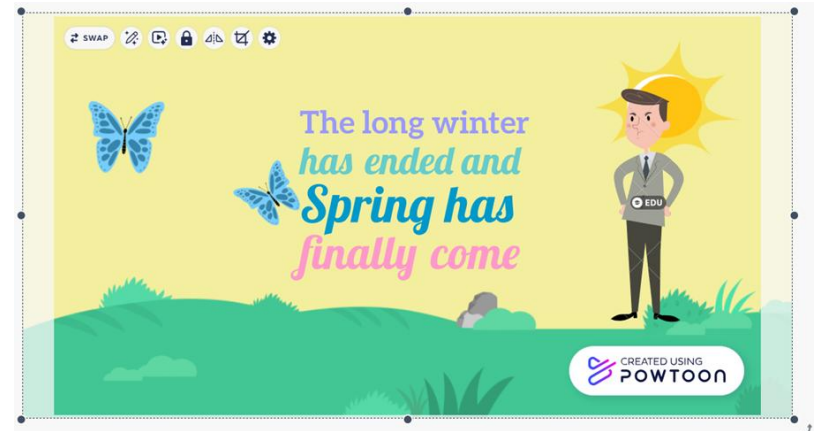 SWAP
The long winter
has ended and
Spring has
finally come
EDU
CREATED USING
POWTOON